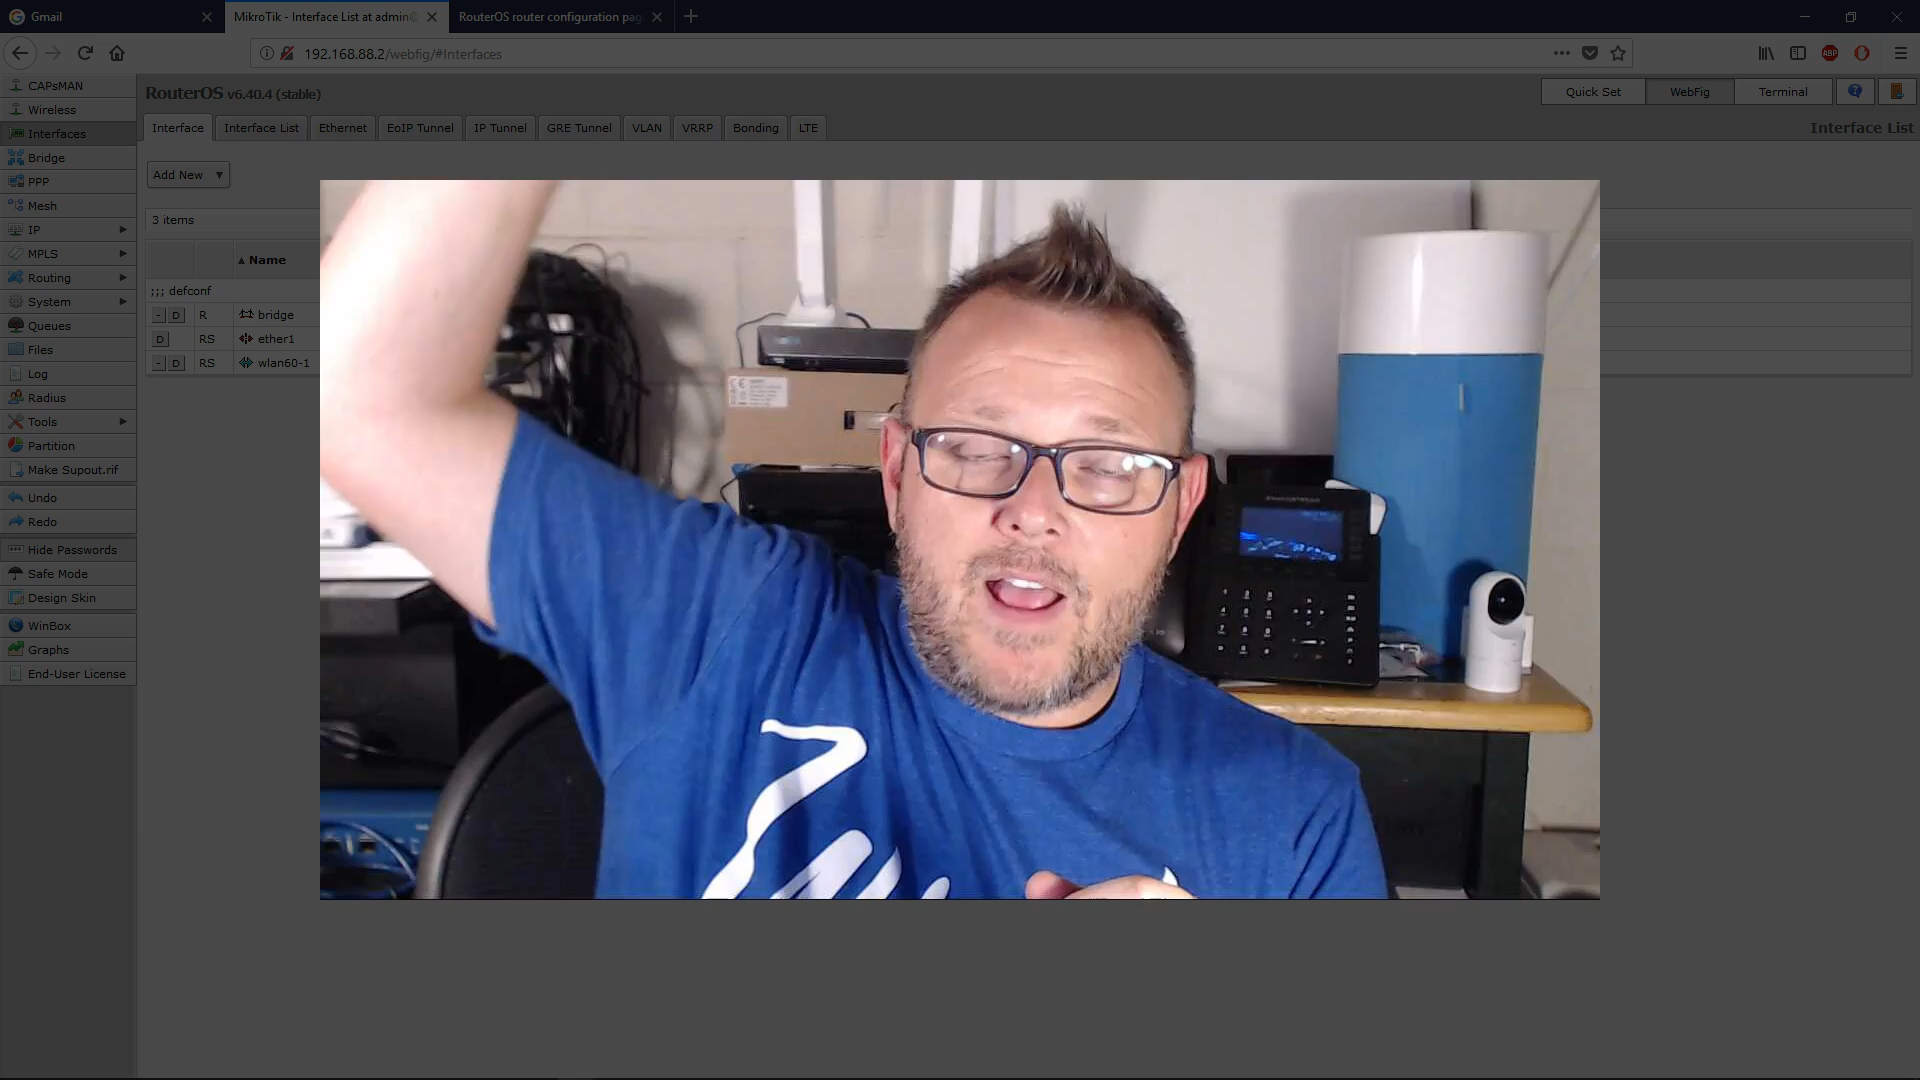 Gmail
MikroTik - Interface List at admin@
RouterOS router configuration pag
192.168.88.2/webfig/#Interfaces
ABP
CAPsMAN
Wireless
Interfaces
Bridge
PPP
Mesh
IP
MPLS
Routing
System
Queues
Files
Log
Radius
Tools
Partition
Make Supout.rif
Undo
Redo
Hide Passwords
Safe Mode
Design Skin
WinBox
Graphs
End-User License
RouterOS v6.40.4 (stable)
Quick Set
WebFig
Terminal
Interface
Interface List
Ethernet
EoIP Tunnel
IP Tunnel
GRE Tunnel
VLAN
VRRP
Bonding
LTE
Interface List
Add New
3 items
Name
;;; defconf
- D R bridge
D RS ether1
- D RS wlan60-1